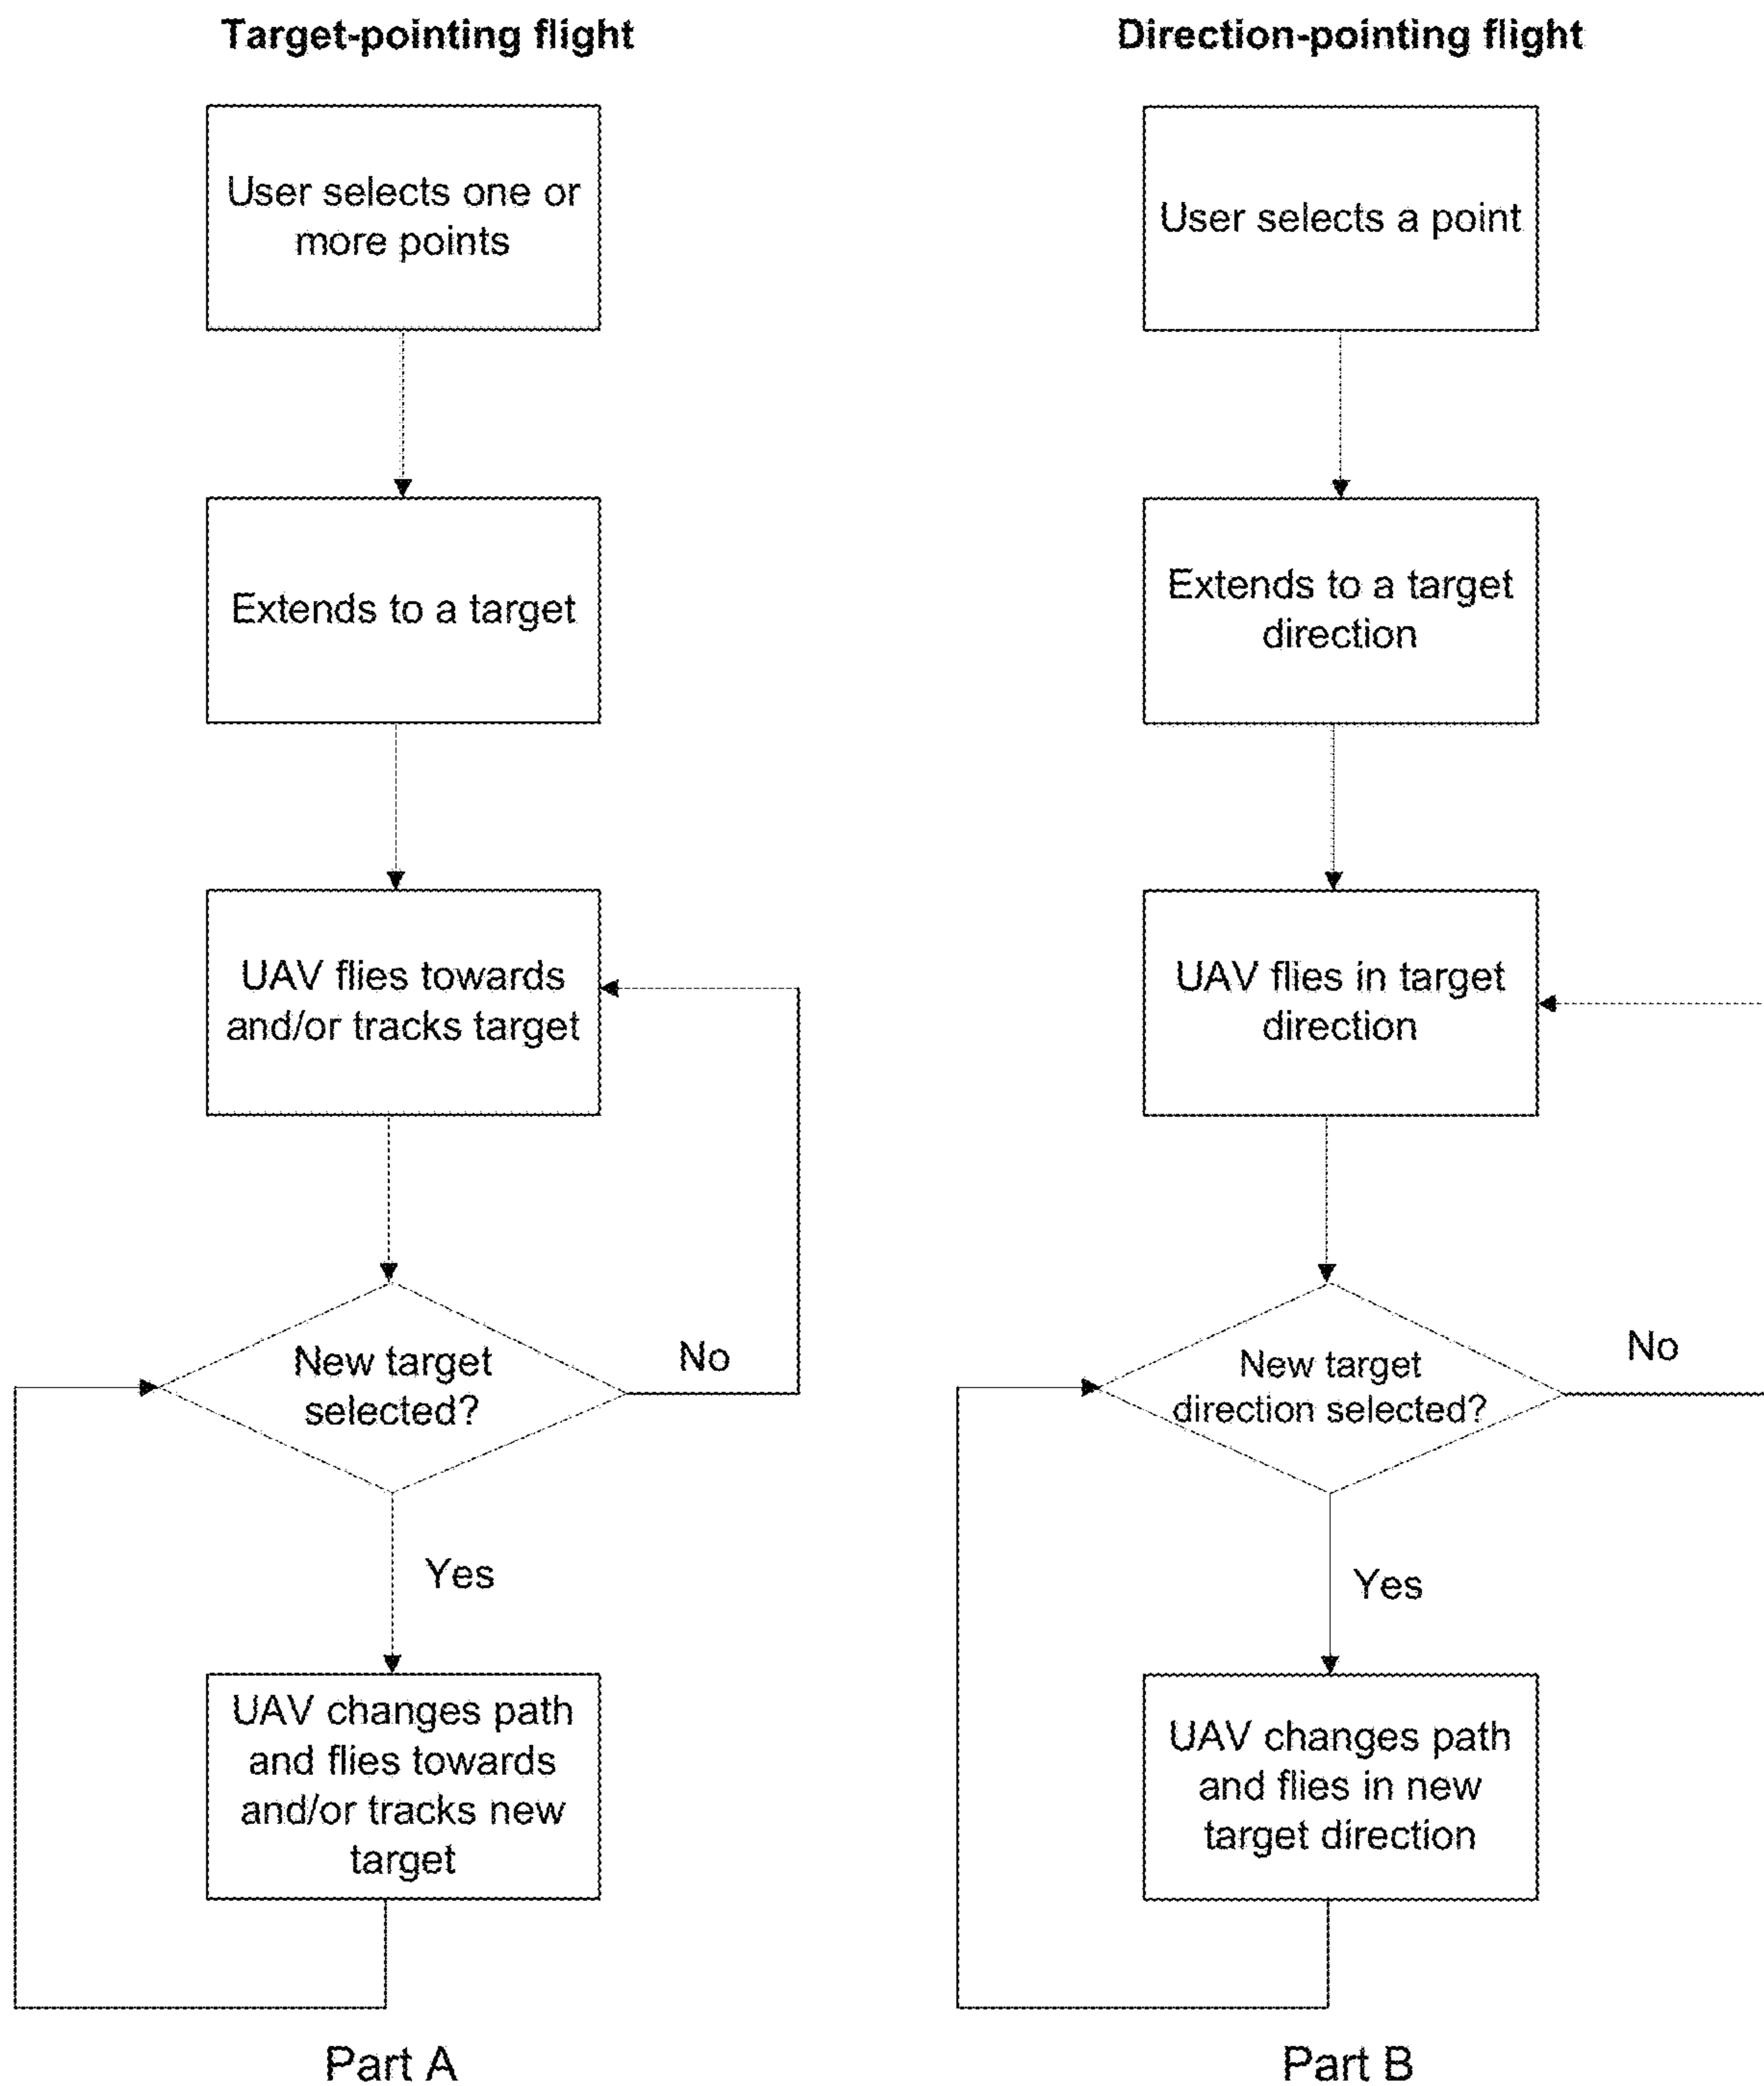 Target-pointing flight
User selects one or
more points
Extends to a target
UAV flies towards
and/or tracks target
New target
selected?
No
Yes
UAV changes path
and flies towards
and/or tracks new
target
Part A
Direction-pointing flight
User selects a point
Extends to a target
direction
UAV flies in target
direction
New target
direction selected?
No
Yes
UAV changes path
and flies in new
target direction
Part B